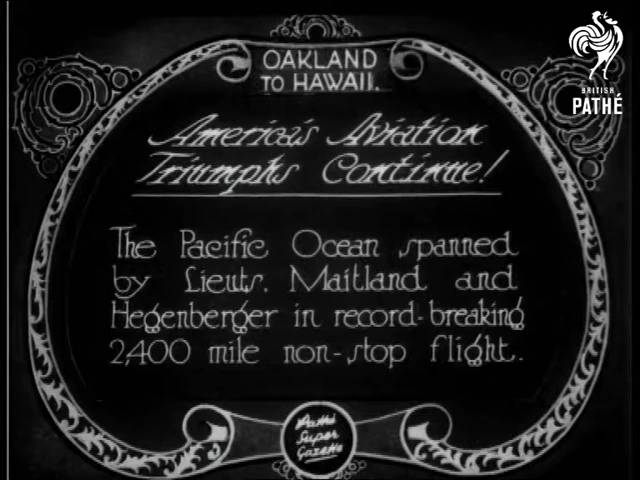 OAKLAND
TO HAWAII.
BRITISH
PATHÉ
America's Aviation
Triumphs Continue!
The Pacific Ocean spanned
by Lieuts. Maitland and
Hegenberger in record-breaking
2,400 mile non-stop flight.
Pathé
Super
Gazette